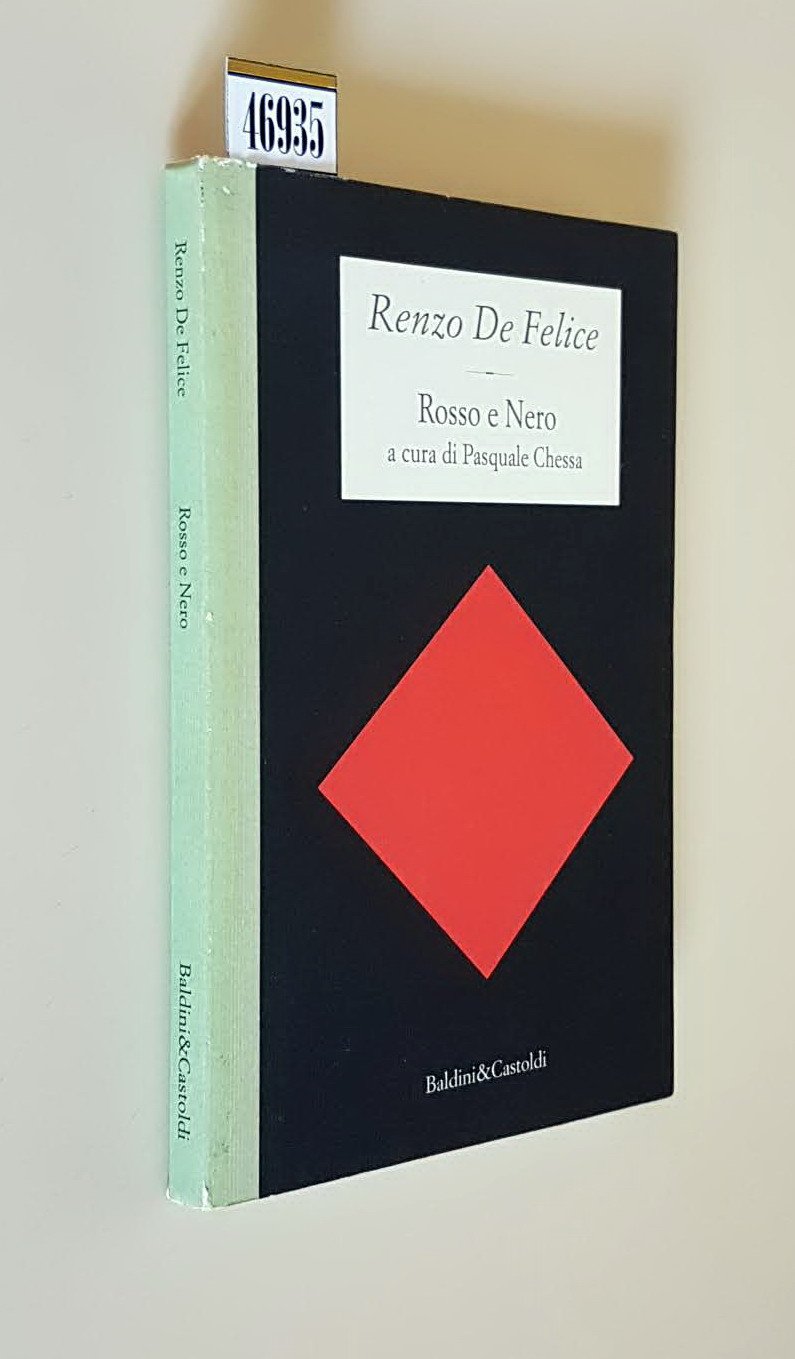 46935
Renzo De Felice
Rosso e Nero
a cura di Pasquale Chessa
Baldini&Castoldi
Renzo De Felice
Rosso e Nero
Baldini&Castoldi